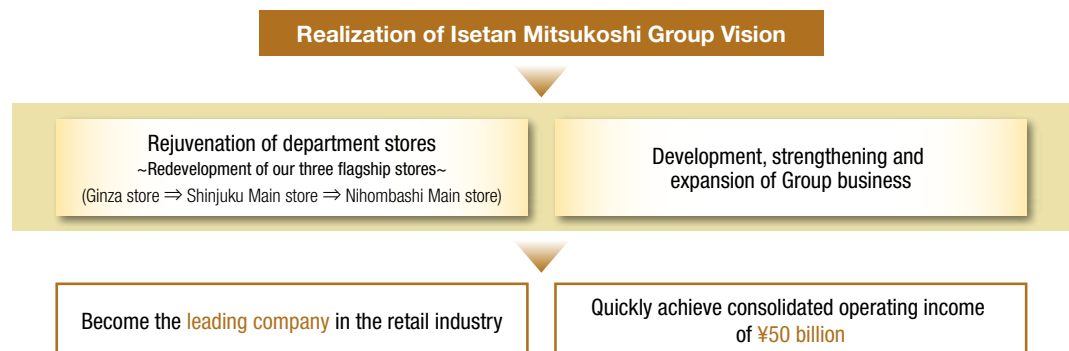 Realization of Isetan Mitsukoshi Group Vision
Rejuvenation of department stores
~Redevelopment of our three flagship stores~
(Ginza store ⇒ Shinjuku Main store ⇒ Nihombashi Main store)
Development, strengthening and
expansion of Group business
Become the leading company in the retail industry
Quickly achieve consolidated operating income
of ¥50 billion